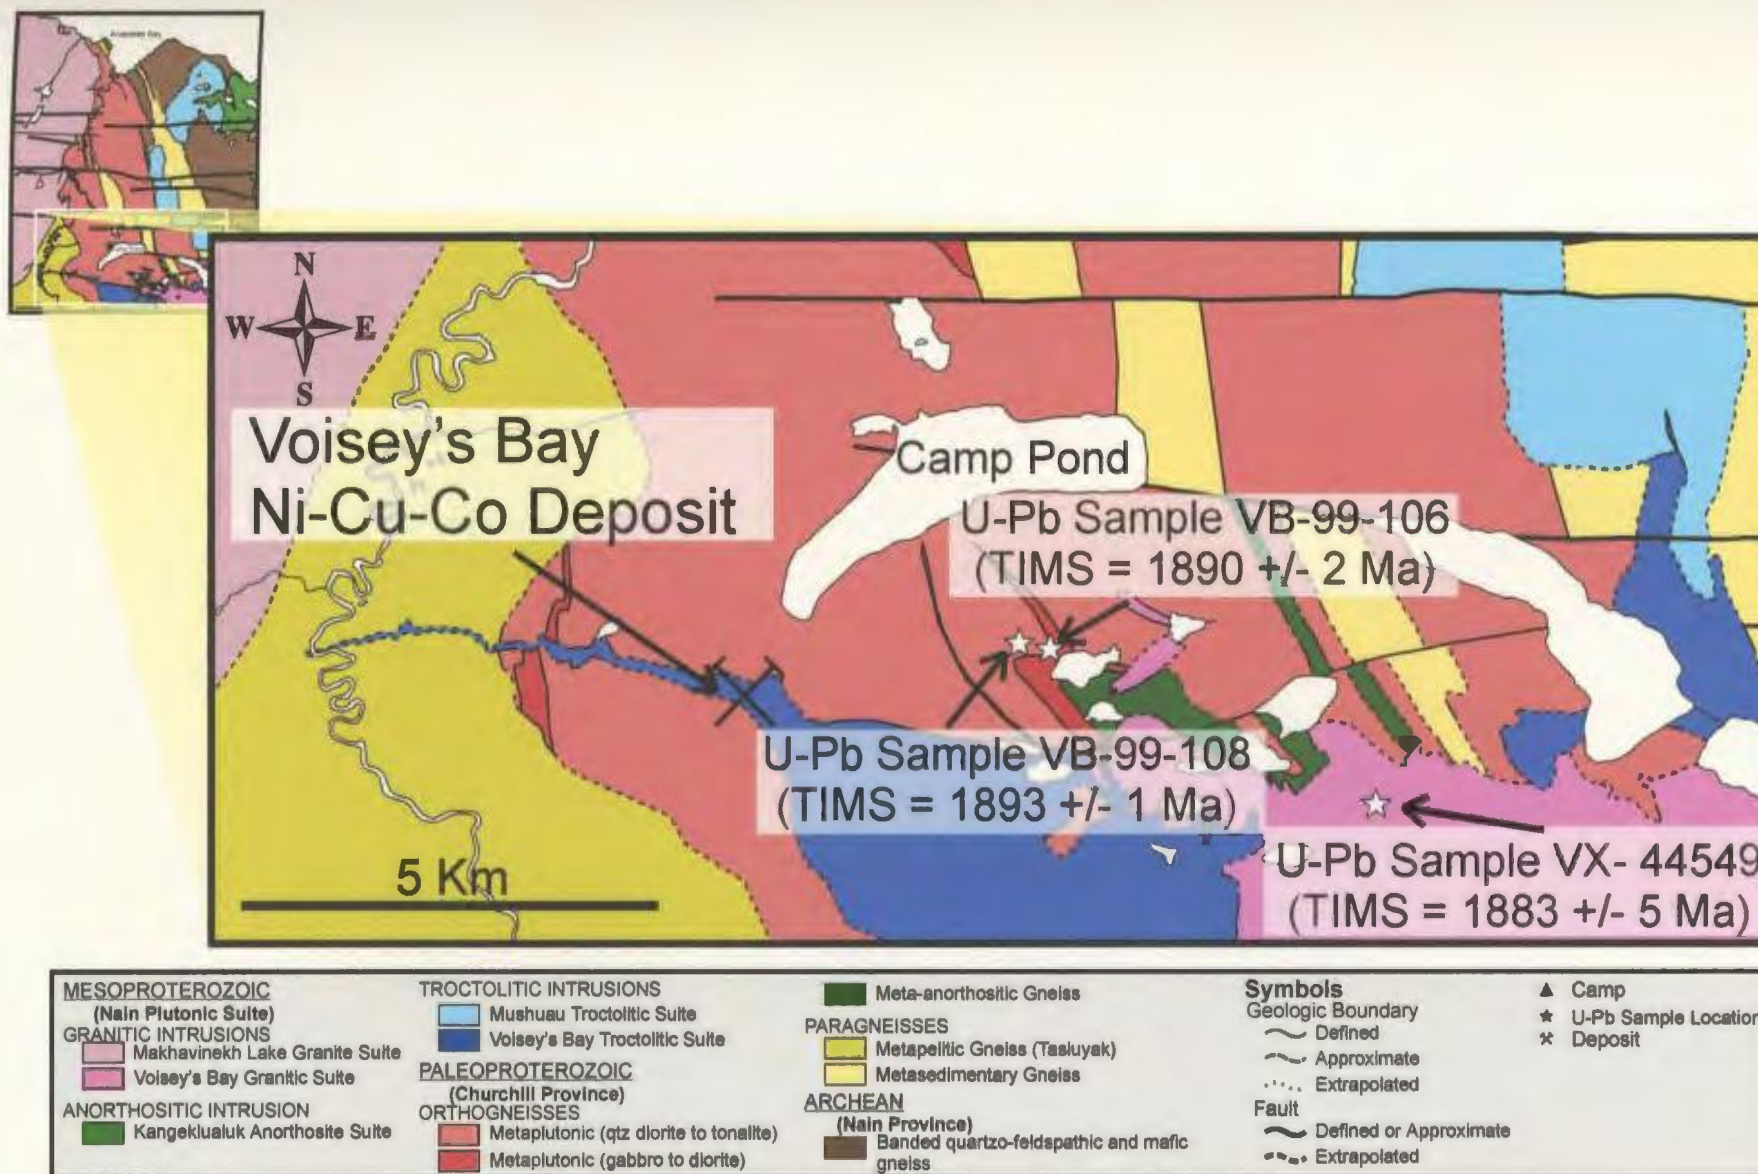 Anaktalak Bay
N
W E
S
Voisey's Bay
Ni-Cu-Co Deposit
Camp Pond
U-Pb Sample VB-99-106
(TIMS = 1890 +/- 2 Ma)
U-Pb Sample VB-99-108
(TIMS = 1893 +/- 1 Ma)
5 Km
U-Pb Sample VX- 44549
(TIMS = 1883 +/- 5 Ma)
MESOPROTEROZOIC
(Nain Plutonic Suite)
GRANITIC INTRUSIONS
Makhavinekh Lake Granite Suite
Voisey's Bay Granitic Suite
ANORTHOSITIC INTRUSION
Kangeklualuk Anorthosite Suite
TROCTOLITIC INTRUSIONS
Mushuau Troctolitic Suite
Voisey's Bay Troctolitic Suite
PALEOPROTEROZOIC
(Churchill Province)
ORTHOGNEISSES
Metaplutonic (qtz diorite to tonalite)
Metaplutonic (gabbro to diorite)
Meta-anorthositic Gneiss
PARAGNEISSES
Metapelitic Gneiss (Tasiuyak)
Metasedimentary Gneiss
ARCHEAN
(Nain Province)
Banded quartzo-feldspathic and mafic
gneiss
Symbols
Geologic Boundary
Defined
Approximate
Extrapolated
Fault
Defined or Approximate
Extrapolated
Camp
U-Pb Sample Location
Deposit